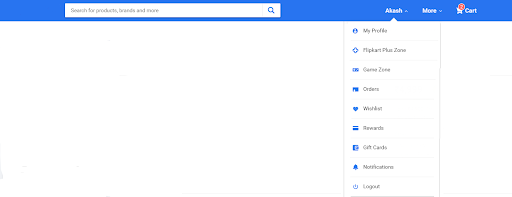 Search for products, brands and more
Akash
More
Cart
My Profile
Flipkart Plus Zone
Game Zone
Orders
Wishlist
Rewards
Gift Cards
Notifications
Logout